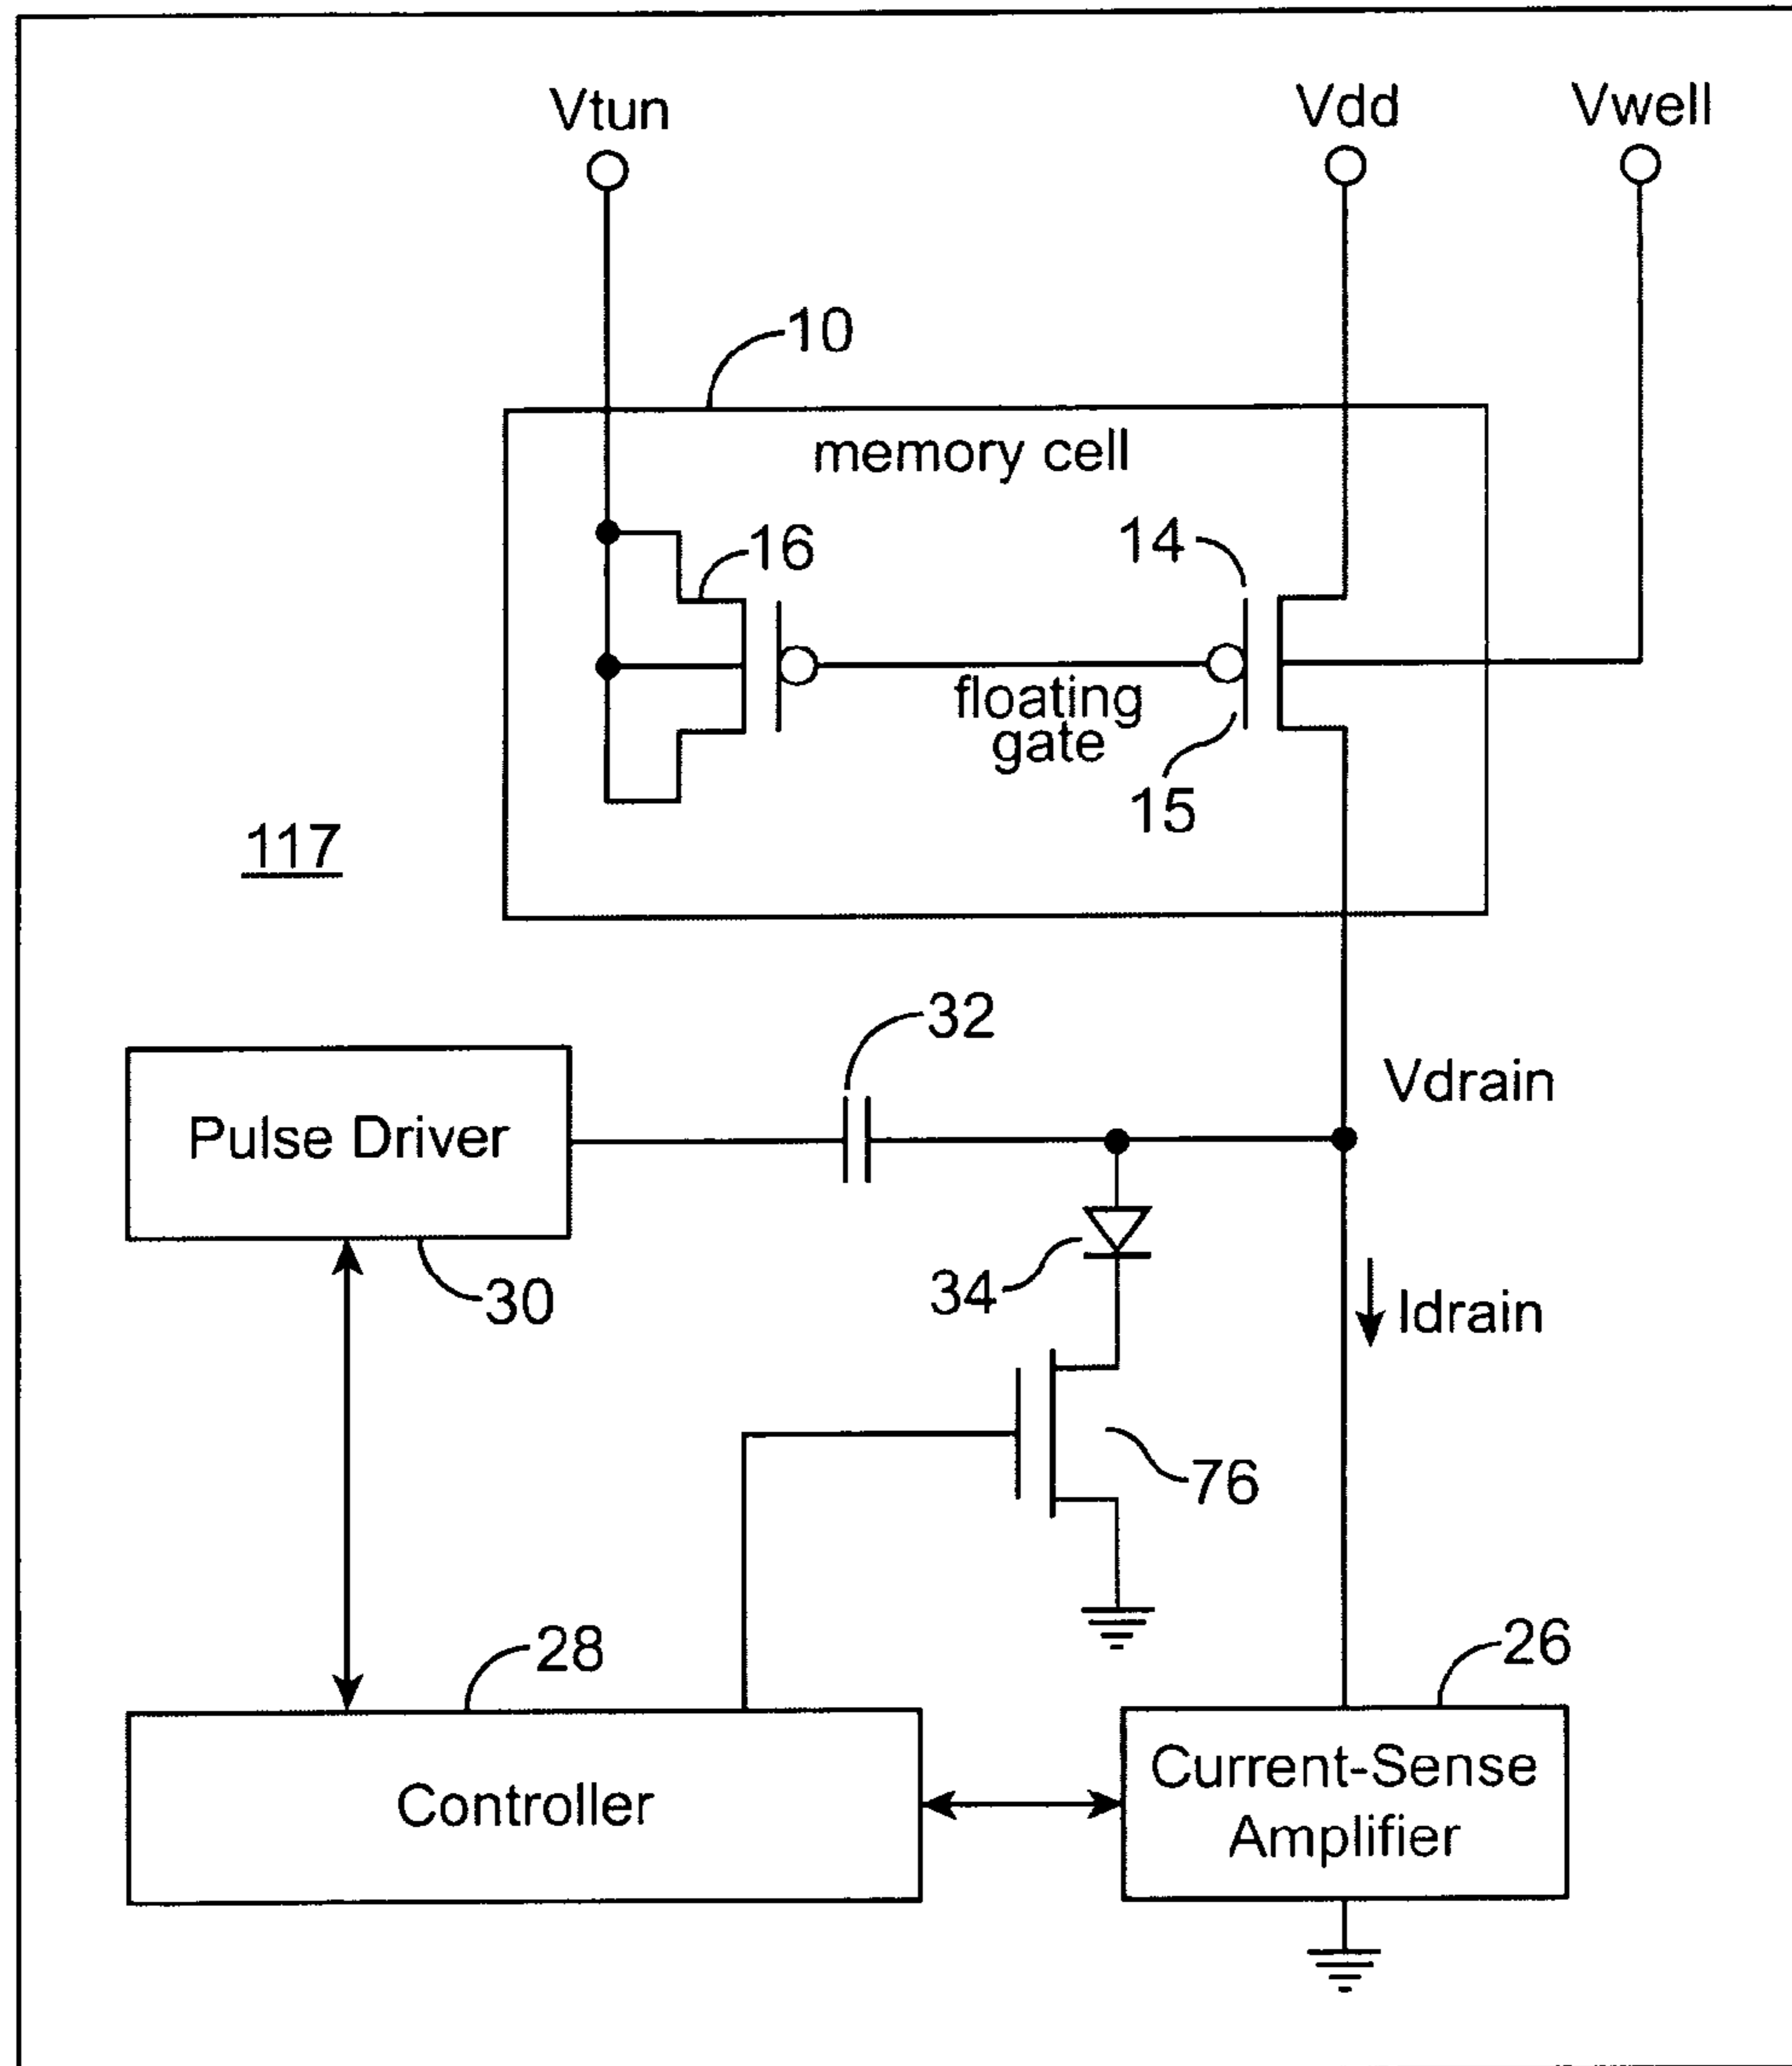 Vtun
Vdd
Vwell
10
memory cell
16
14
floating
gate
15
117
32
Vdrain
Pulse Driver
34
30
Idrain
76
28
26
Controller
Current-Sense
Amplifier